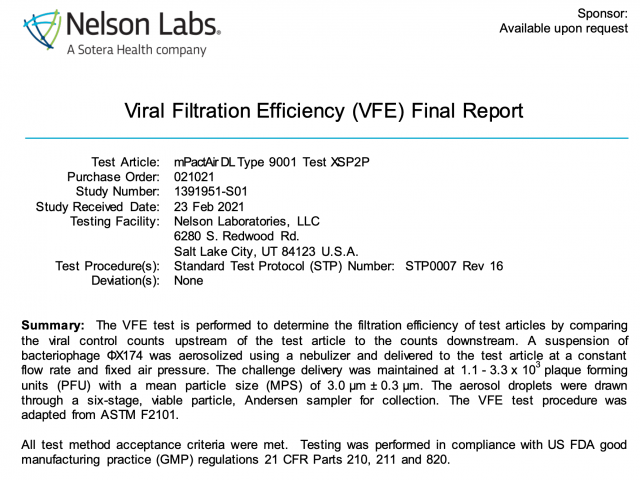 Nelson Labs.
A Sotera Health company
Sponsor:
Available upon request
Viral Filtration Efficiency (VFE) Final Report
Test Article: mPactAir DL Type 9001 Test XSP2P
Purchase Order: 021021
Study Number: 1391951-S01
Study Received Date: 23 Feb 2021
Testing Facility: Nelson Laboratories, LLC
6280 S. Redwood Rd.
Salt Lake City, UT 84123 U.S.A.
Test Procedure(s): Standard Test Protocol (STP) Number: STP0007 Rev 16
Deviation(s): None
Summary: The VFE test is performed to determine the filtration efficiency of test articles by comparing
the viral control counts upstream of the test article to the counts downstream. A suspension of
bacteriophage ΦX174 was aerosolized using a nebulizer and delivered to the test article at a constant
flow rate and fixed air pressure. The challenge delivery was maintained at 1.1 - 3.3 x 10³ plaque forming
units (PFU) with a mean particle size (MPS) of 3.0 µm ± 0.3 µm. The aerosol droplets were drawn
through a six-stage, viable particle, Andersen sampler for collection. The VFE test procedure was
adapted from ASTM F2101.
All test method acceptance criteria were met. Testing was performed in compliance with US FDA good
manufacturing practice (GMP) regulations 21 CFR Parts 210, 211 and 820.